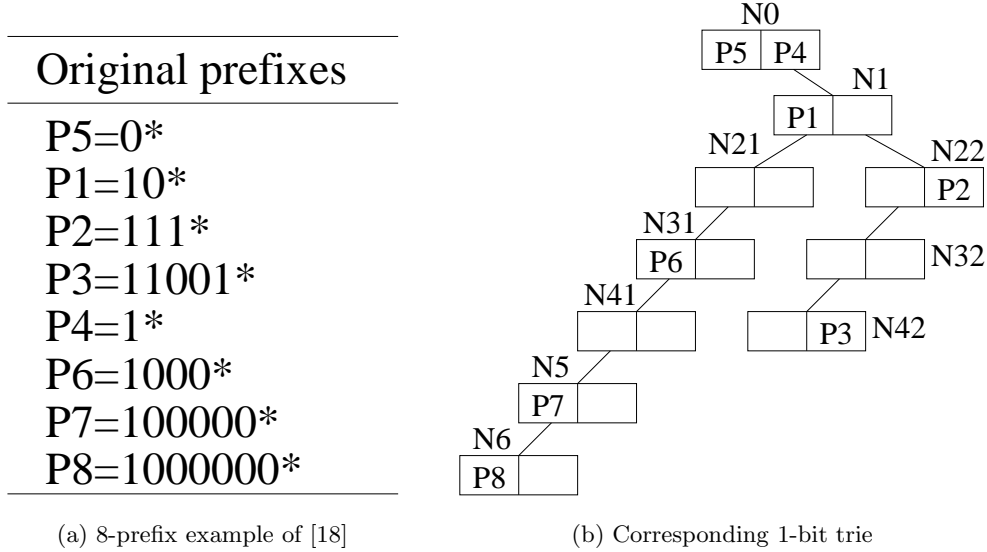 Original prefixes
P5=0*
P1=10*
P2=111*
P3=11001*
P4=1*
P6=1000*
P7=100000*
P8=1000000*
(a) 8-prefix example of [18]
N0
P5 P4
N1
P1
N21
N22
P2
N31
P6
N32
N41
P3
N42
N5
P7
N6
P8
(b) Corresponding 1-bit trie